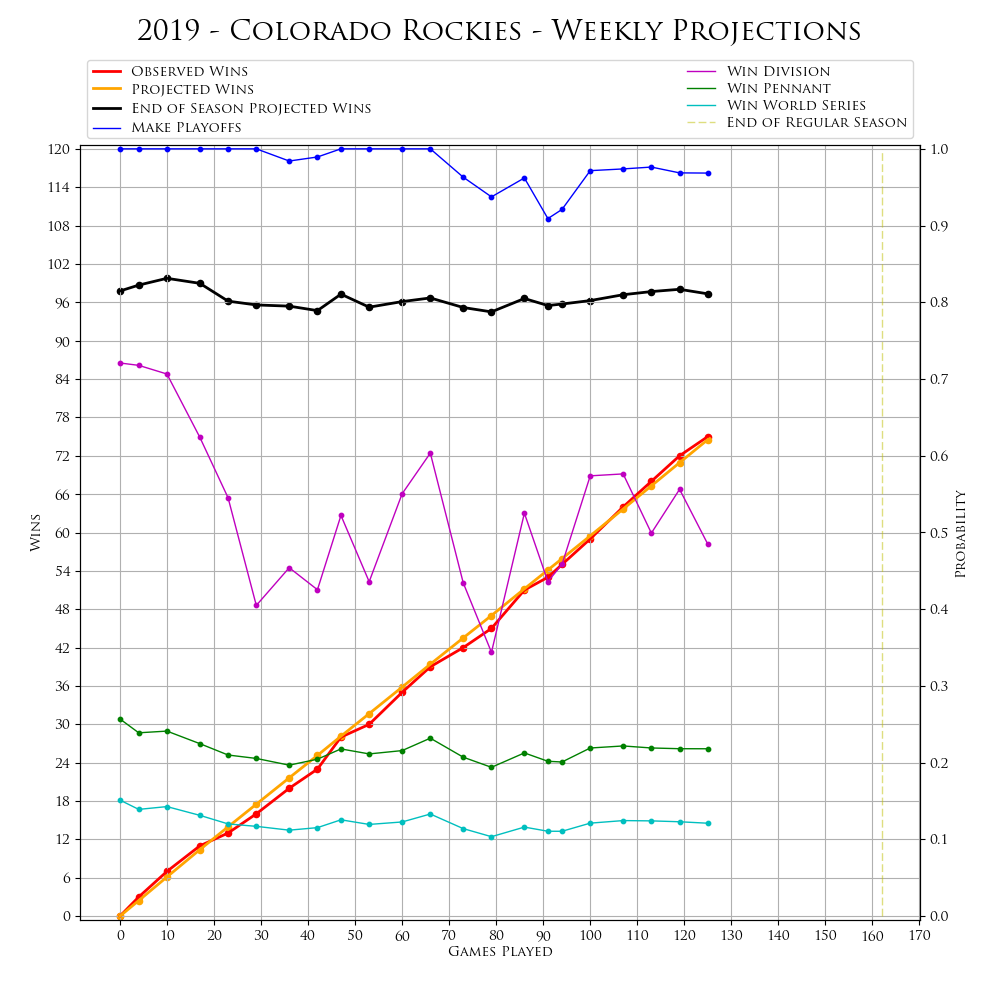 2019 - Colorado Rockies - Weekly Projections
Observed Wins
Projected Wins
End of Season Projected Wins
Make Playoffs
Win Division
Win Pennant
Win World Series
End of Regular Season
120
114
108
102
96
90
84
78
72
66
60
54
48
42
36
30
24
18
12
6
0
Wins
1.0
0.9
0.8
0.7
0.6
0.5
0.4
0.3
0.2
0.1
0.0
Probability
0 10 20 30 40 50 60 70 80 90 100 110 120 130 140 150 160 170
Games Played